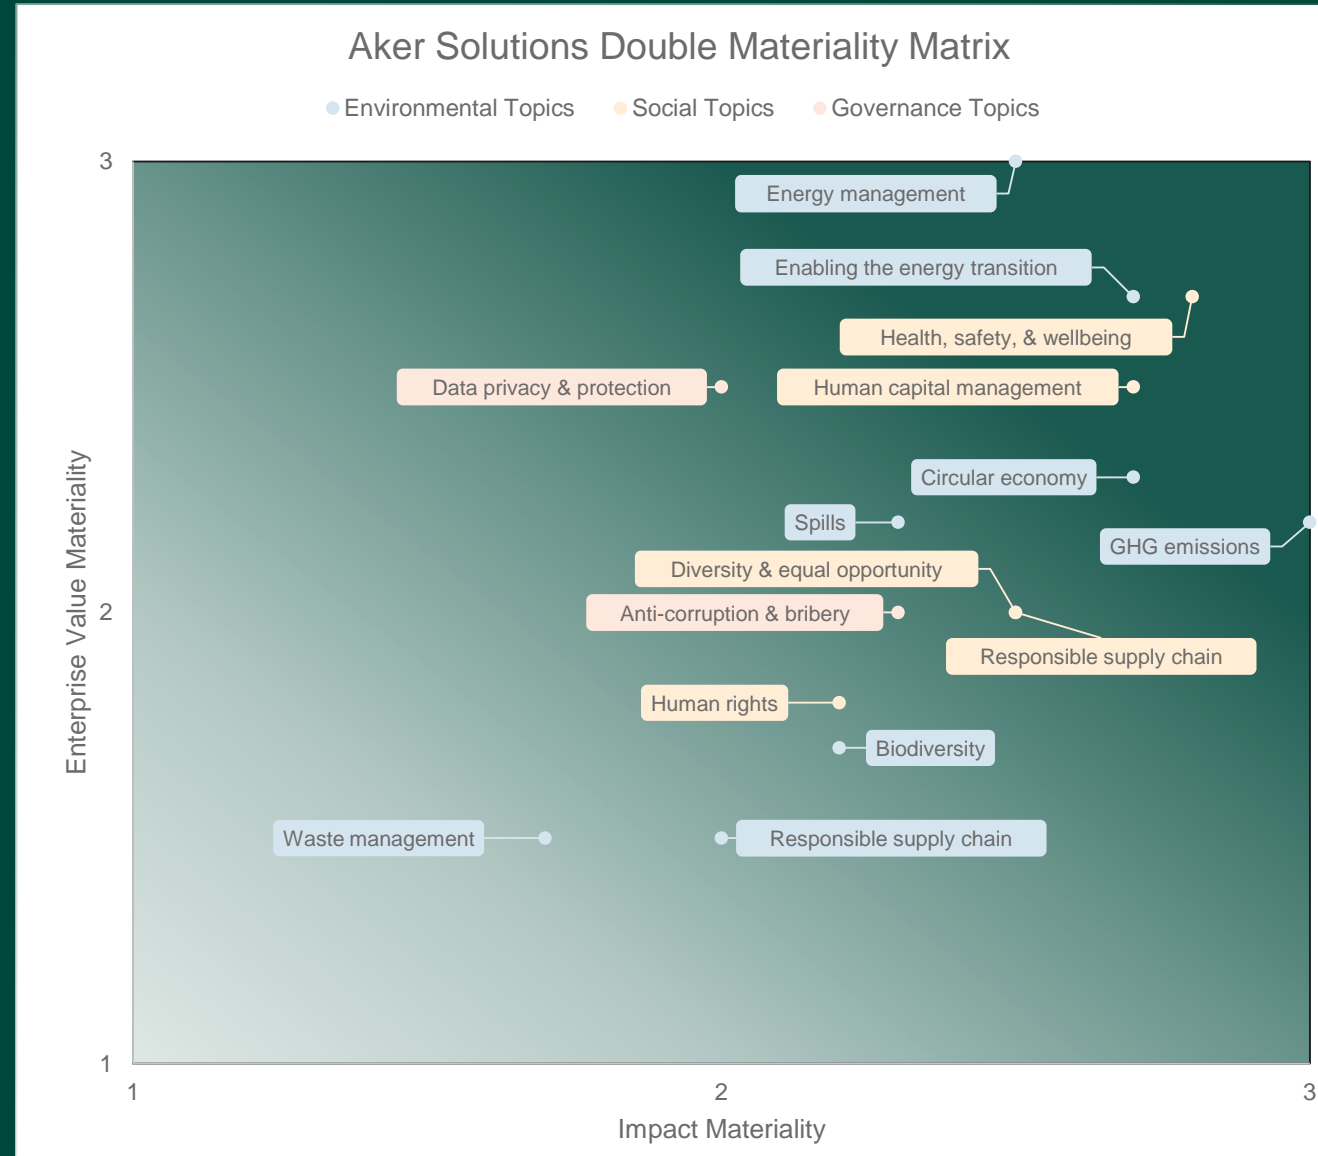 Aker Solutions Double Materiality Matrix
Environmental Topics Social Topics Governance Topics
3
Energy management
Enabling the energy transition
Health, safety, & wellbeing
Data privacy & protection
Human capital management
Circular economy
Spills
GHG emissions
Diversity & equal opportunity
2
Anti-corruption & bribery
Responsible supply chain
Human rights
Biodiversity
Waste management
Responsible supply chain
Enterprise Value Materiality
1
1 2 3
Impact Materiality